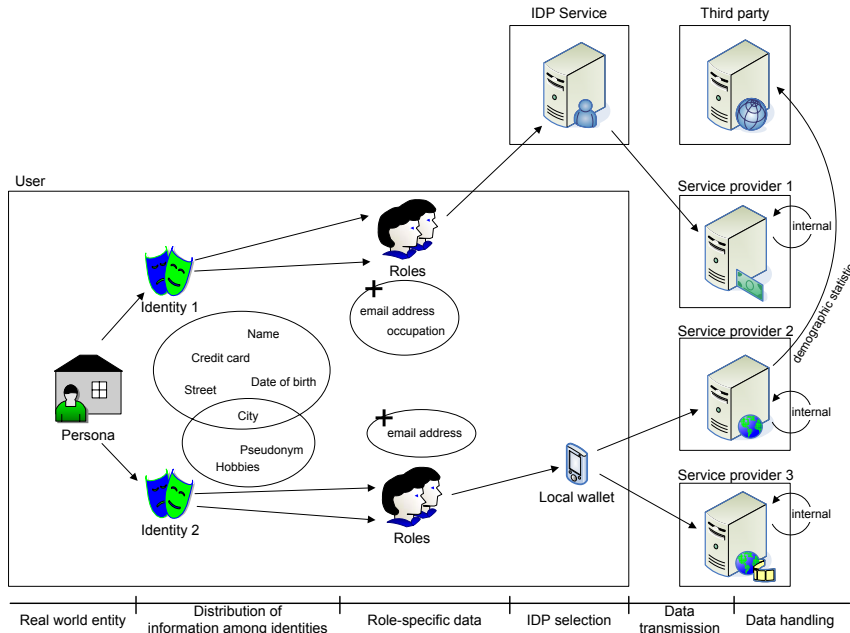 IDP Service
Third party
User
Service provider 1
internal
Roles
Identity 1
email address
occupation
Name
Credit card
Street
Date of birth
City
Persona
Pseudonym
Hobbies
email address
Service provider 2
demographic statistic
internal
Local wallet
Service provider 3
internal
Identity 2
Roles
Real world entity
Distribution of
information among identities
Role-specific data
IDP selection
Data
transmission
Data handling